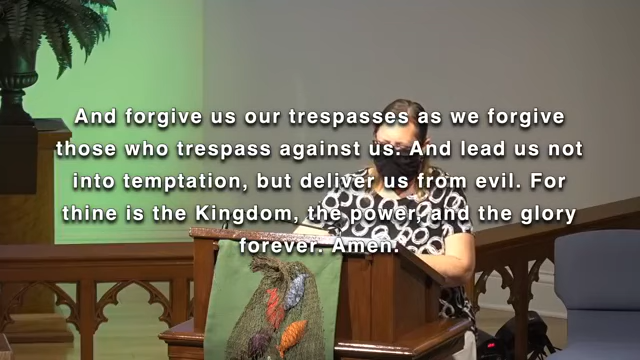 And forgive us our trespasses as we forgive
those who trespass against us. And lead us not
into temptation, but deliver us from evil. For
thine is the Kingdom, the power, and the glory
forever. Amen.